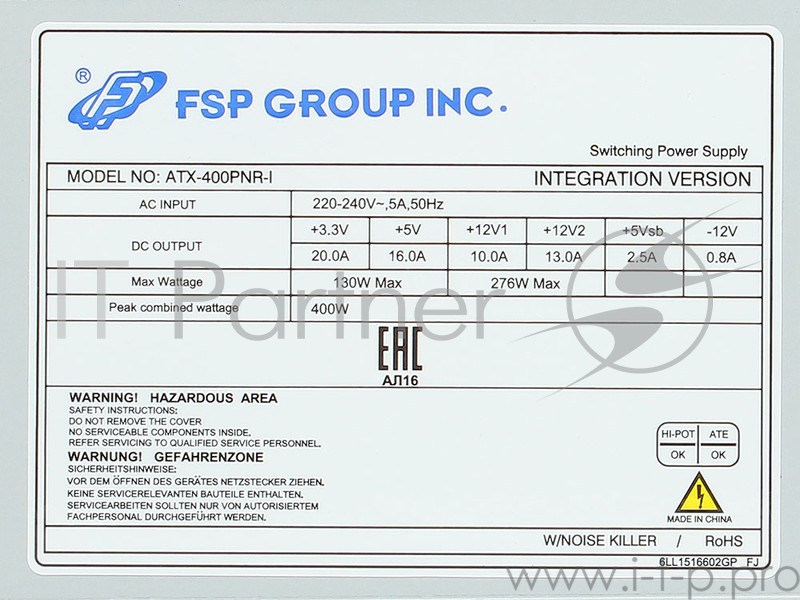 ® FSP GROUP INC.
Switching Power Supply
MODEL NO: ATX-400PNR-I INTEGRATION VERSION
AC INPUT 220-240V~,5A,50Hz
+3.3V +5V +12V1 +12V2 +5Vsb -12V
DC OUTPUT
20.0A 16.0A 10.0A 13.0A 2.5A 0.8A
Max Wattage 130W Max 276W Max
IT Partner
Peak combined wattage 400W
EAC
АЛ16
WARNING! HAZARDOUS AREA
SAFETY INSTRUCTIONS:
DO NOT REMOVE THE COVER
NO SERVICEABLE COMPONENTS INSIDE.
REFER SERVICING TO QUALIFIED SERVICE PERSONNEL.
WARNUNG! GEFAHRENZONE
SICHERHEITSHINWEISE:
VOR DEM ÖFFNEN DES GERÄTES NETZSTECKER ZIEHEN.
KEINE SERVICERELEVANTEN BAUTEILE ENTHALTEN.
SERVICEARBEITEN SOLLTEN NUR VON AUTORISIERTEM
FACHPERSONAL DURCHGEFÜHRT WERDEN.
HI-POT ATE
OK OK
MADE IN CHINA
W/NOISE KILLER / RoHS
6LL1516602GP FJ
www.i-t-p.pro